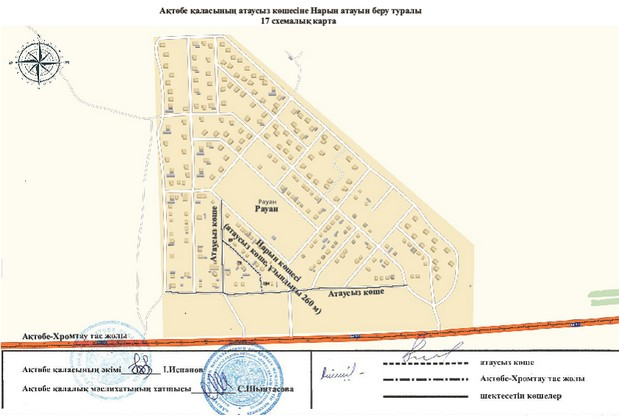 Ақтөбе қаласының атаусыз көшесіне Нарын атауын беру туралы
17 схемалық карта
Рауан
Рауан
Атаусыз көше
Нарын көшесі
(атаусыз көше, ұзындығы 260 м)
Атаусыз көше
Ақтөбе-Хромтау тас жолы
Ақтөбе қаласының әкімі І.Испанов
Ақтөбе қалалық мәслихатының хатшысы С.Шынтасова
атаусыз көше
Ақтөбе-Хромтау тас жолы
шектесетін көшелер